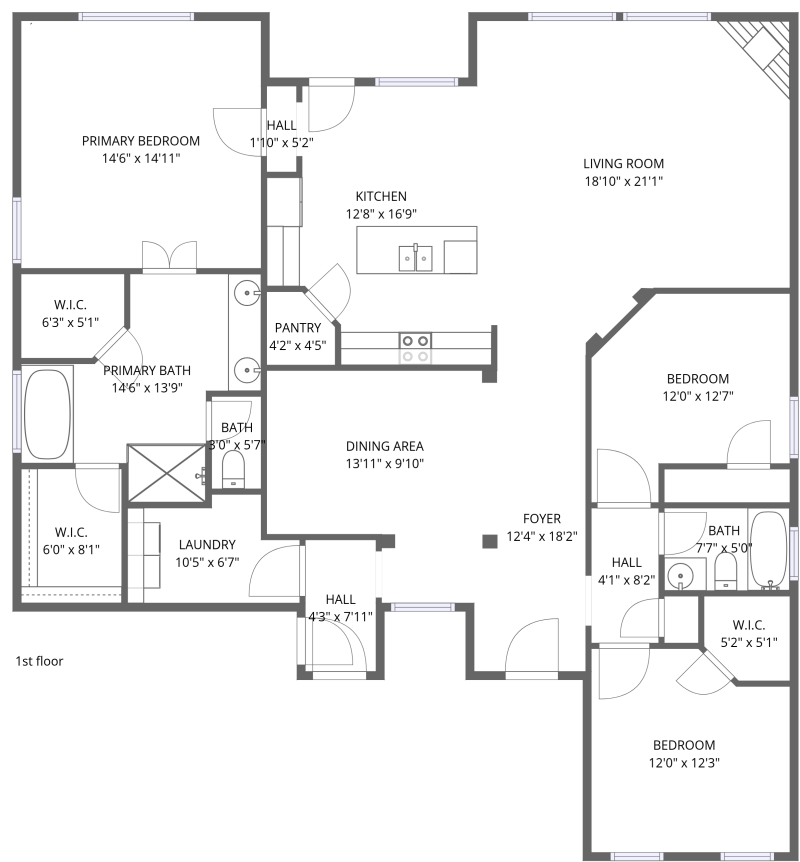 HALL
1'10" x 5'2"
PRIMARY BEDROOM
14'6" x 14'11"
LIVING ROOM
18'10" x 21'1"
KITCHEN
12'8" x 16'9"
W.I.C.
6'3" x 5'1"
PANTRY
4'2" x 4'5"
PRIMARY BATH
14'6" x 13'9"
BEDROOM
12'0" x 12'7"
BATH
3'0" x 5'7"
DINING AREA
13'11" x 9'10"
W.I.C.
6'0" x 8'1"
LAUNDRY
10'5" x 6'7"
FOYER
12'4" x 18'2"
BATH
7'7" x 5'0"
HALL
4'1" x 8'2"
HALL
4'3" x 7'11"
W.I.C.
5'2" x 5'1"
1st floor
BEDROOM
12'0" x 12'3"